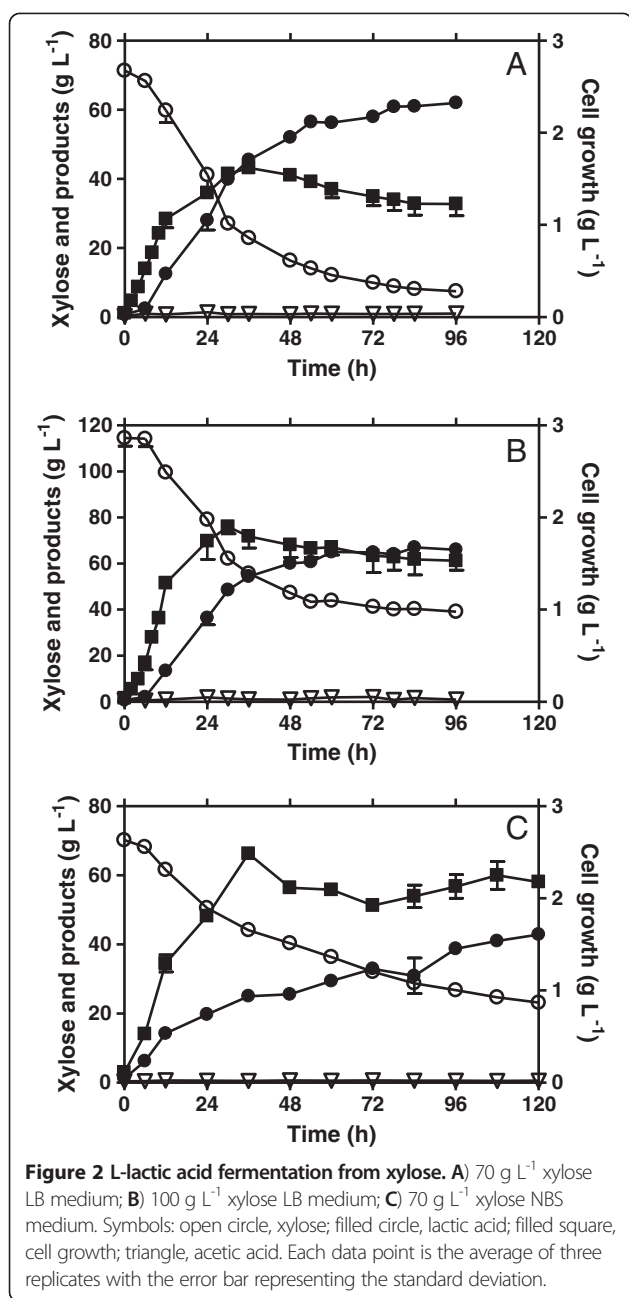 A
Xylose and products (g L⁻¹)
80
60
40
20
0
Cell growth (g L⁻¹)
3
2
1
0
0 24 48 72 96 120
Time (h)
B
Xylose and products (g L⁻¹)
120
100
80
60
40
20
0
Cell growth (g L⁻¹)
3
2
1
0
0 24 48 72 96 120
Time (h)
C
Xylose and products (g L⁻¹)
80
60
40
20
0
Cell growth (g L⁻¹)
3
2
1
0
0 24 48 72 96 120
Time (h)
Figure 2 L-lactic acid fermentation from xylose. A) 70 g L⁻¹ xylose
LB medium; B) 100 g L⁻¹ xylose LB medium; C) 70 g L⁻¹ xylose NBS
medium. Symbols: open circle, xylose; filled circle, lactic acid; filled square,
cell growth; triangle, acetic acid. Each data point is the average of three
replicates with the error bar representing the standard deviation.